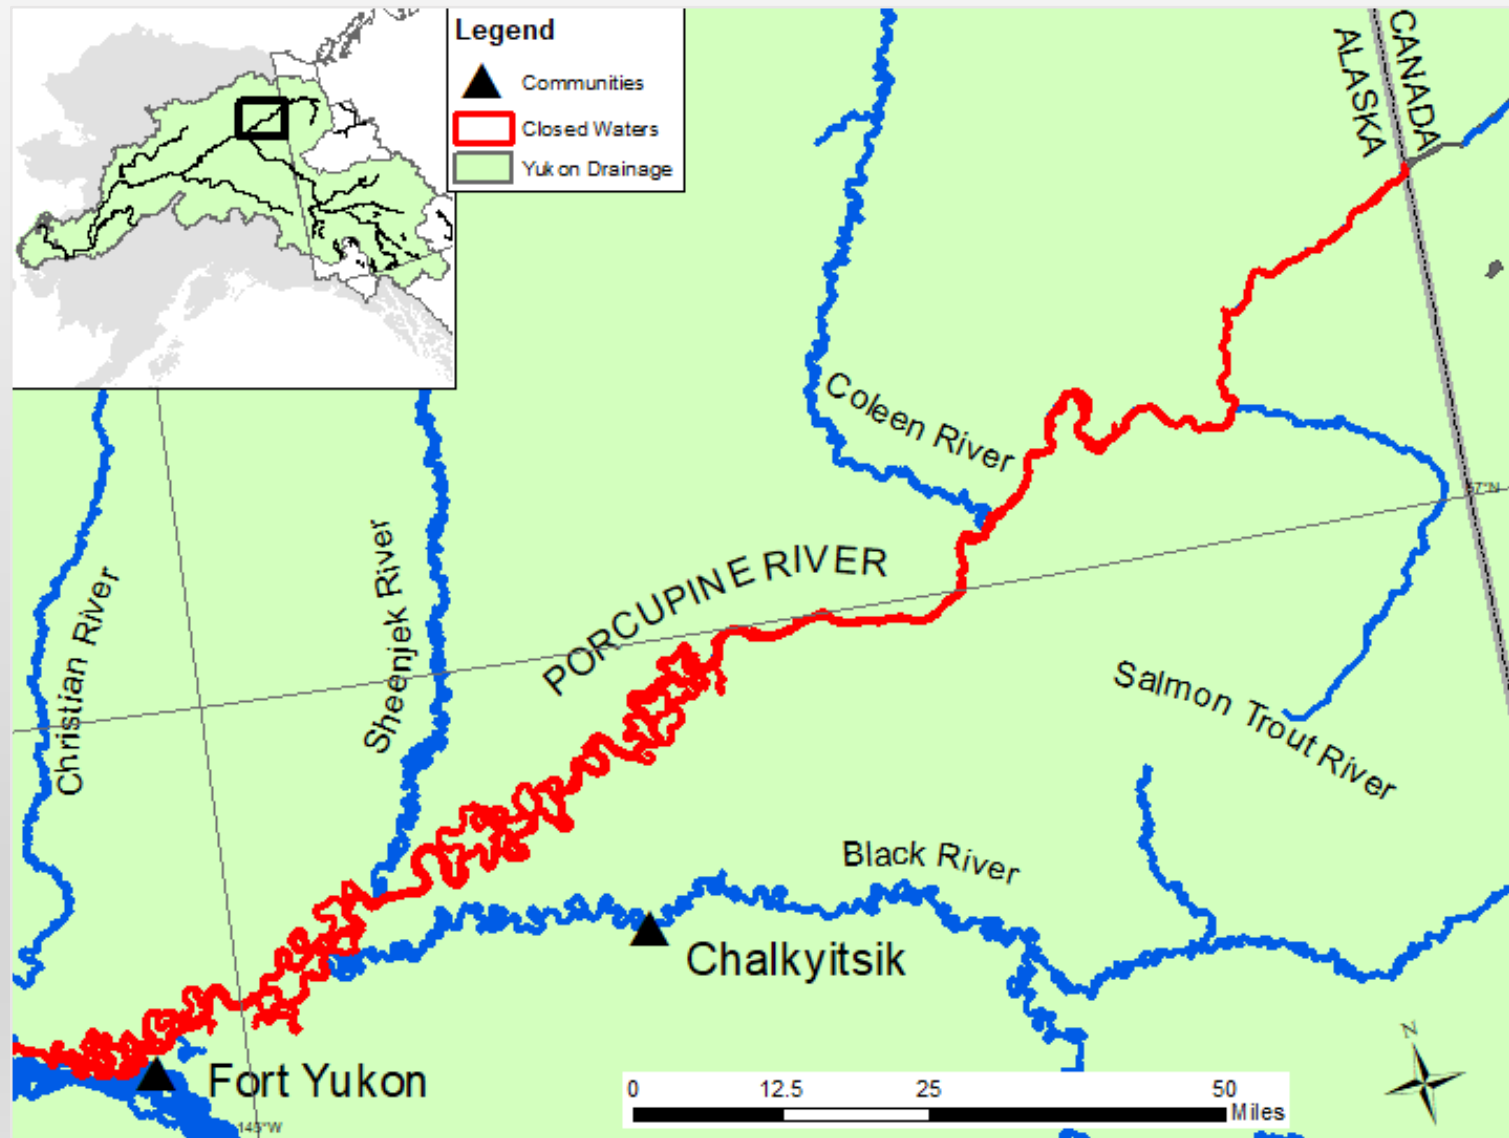 Legend
Communities
Closed Waters
Yukon Drainage
CANADA
ALASKA
Coleen River
PORCUPINE RIVER
Sheenjek River
Christian River
Salmon Trout River
Black River
Chalkyitsik
Fort Yukon
N
0 12.5 25 50
Miles